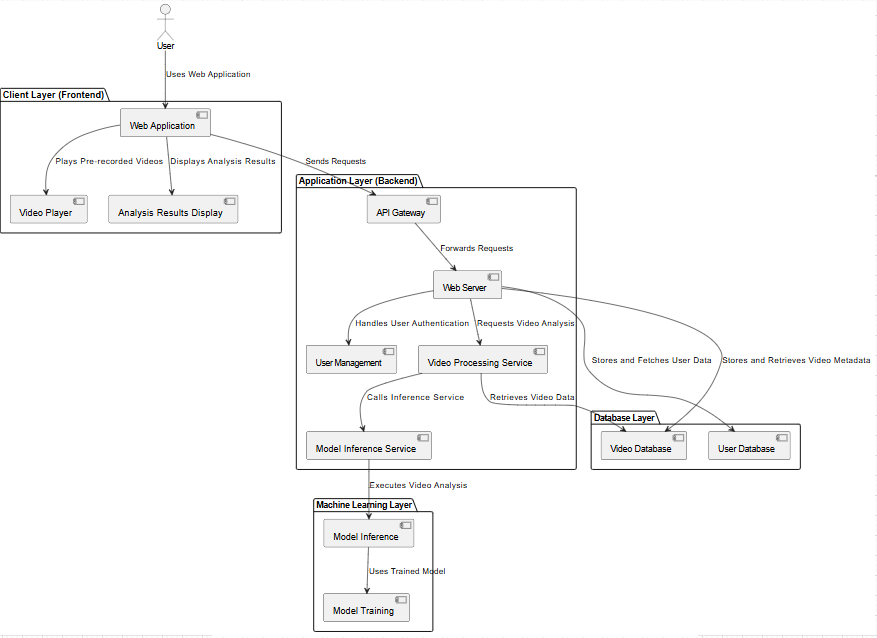 User
Uses Web Application
Client Layer (Frontend)
Web Application
Plays Pre-recorded Videos
Displays Analysis Results
Sends Requests
Application Layer (Backend)
Video Player
Analysis Results Display
API Gateway
Forwards Requests
Web Server
Handles User Authentication
Requests Video Analysis
User Management
Video Processing Service
Stores and Fetches User Data
Stores and Retrieves Video Metadata
Calls Inference Service
Retrieves Video Data
Database Layer
Model Inference Service
Video Database
User Database
Executes Video Analysis
Machine Learning Layer
Model Inference
Uses Trained Model
Model Training